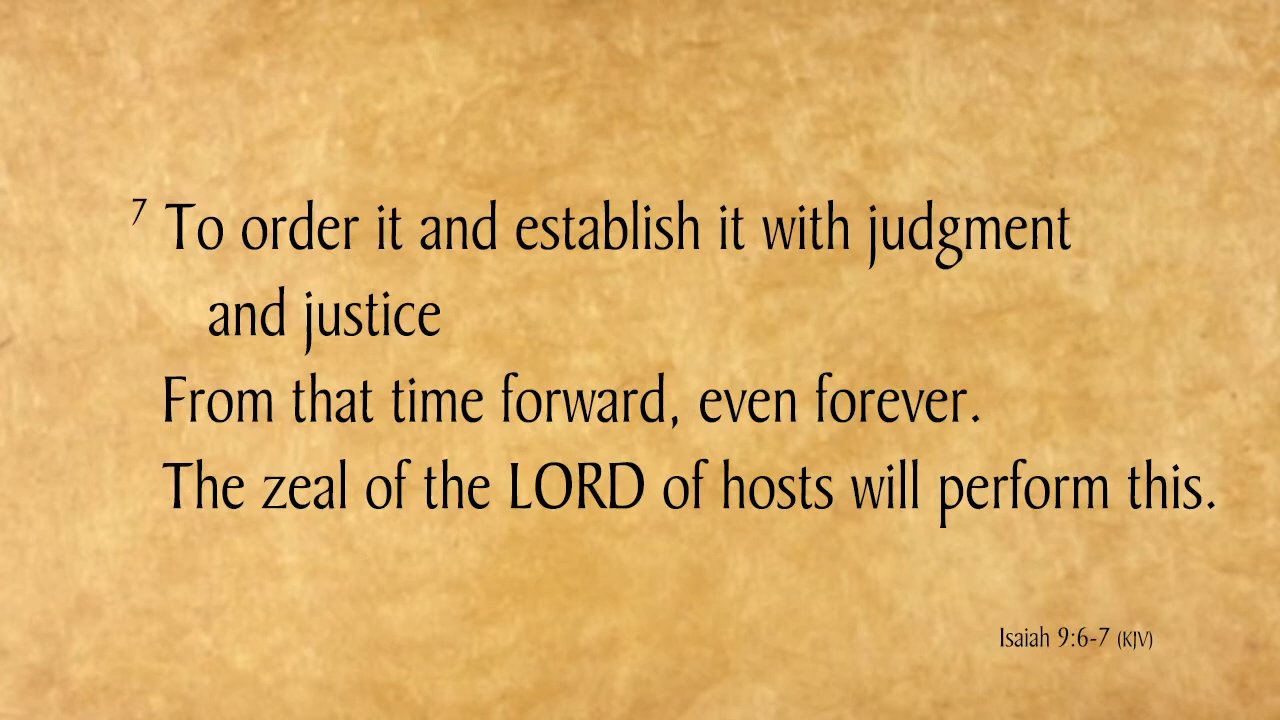 7 To order it and establish it with judgment
and justice
From that time forward, even forever.
The zeal of the LORD of hosts will perform this.
Isaiah 9:6-7 (KJV)